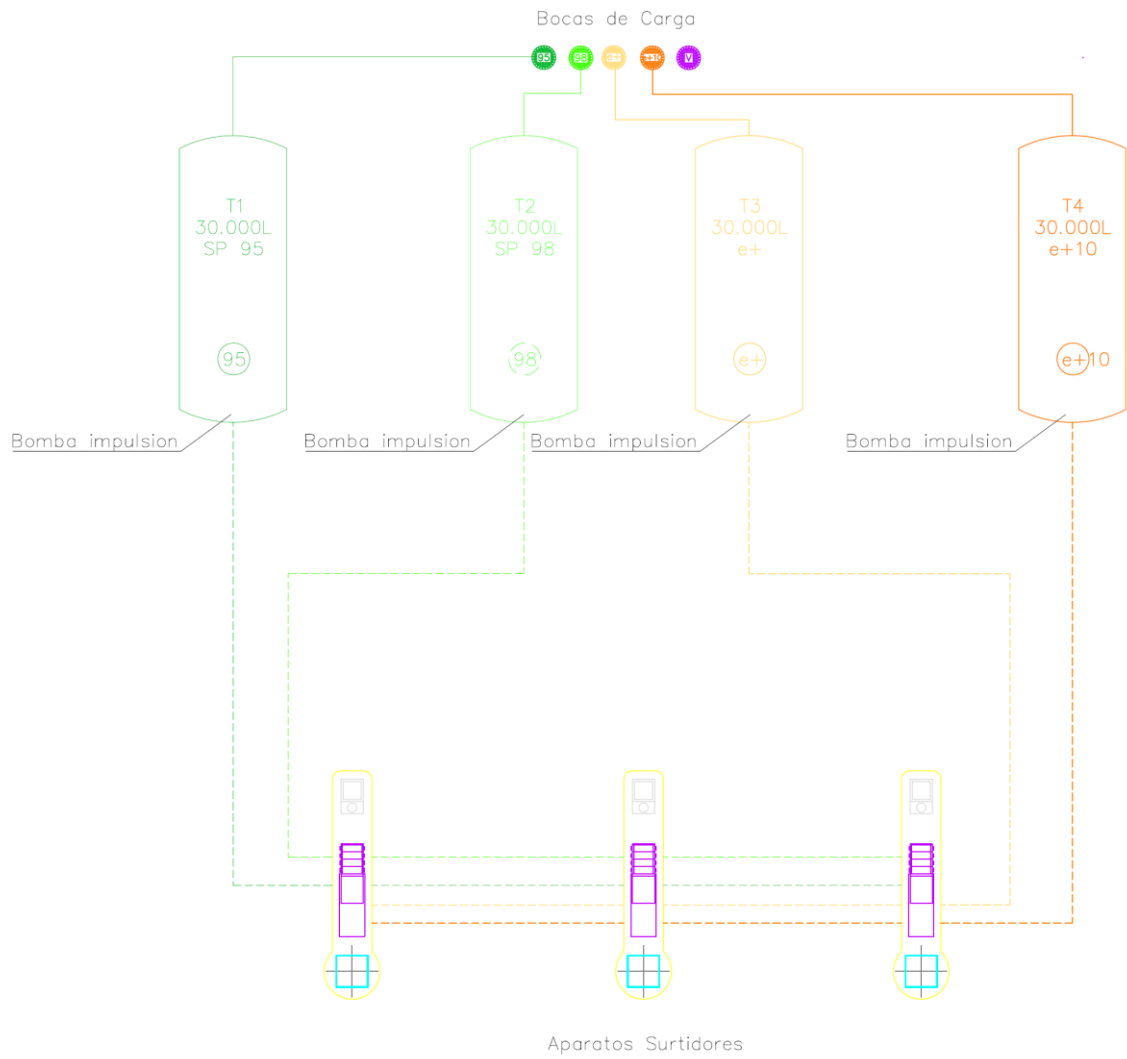 Bocas de Carga
95 98 e+ e+10 V
T1
30.000L
SP 95
T2
30.000L
SP 98
T3
30.000L
e+
T4
30.000L
e+10
95
98
e+
e+10
Bomba impulsion
Bomba impulsion
Bomba impulsion
Bomba impulsion
Aparatos Surtidores